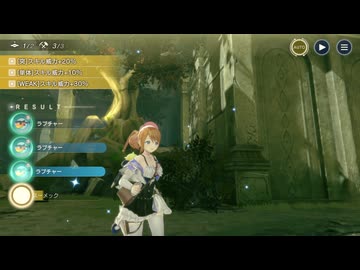 1/2 3/3
AUTO
[突]スキル威力+20%
[単体]スキル威力+10%
[WEAK]スキル威力+30%
RESULT
ラプチャー
ラプチャー
ラプチャー